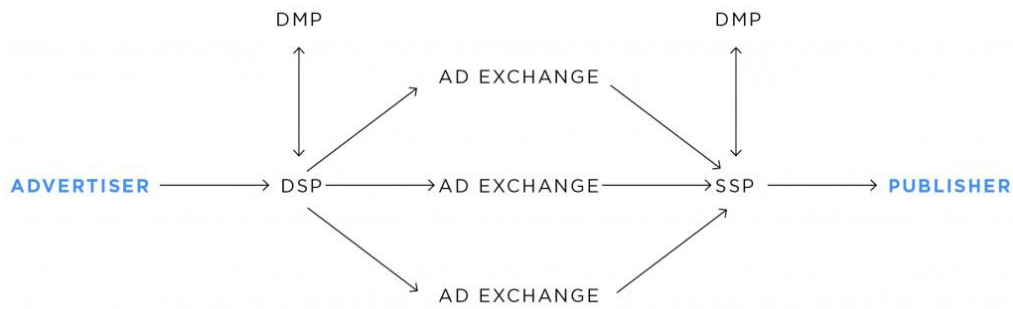 DMP
DMP
AD EXCHANGE
ADVERTISER
DSP
AD EXCHANGE
SSP
PUBLISHER
AD EXCHANGE